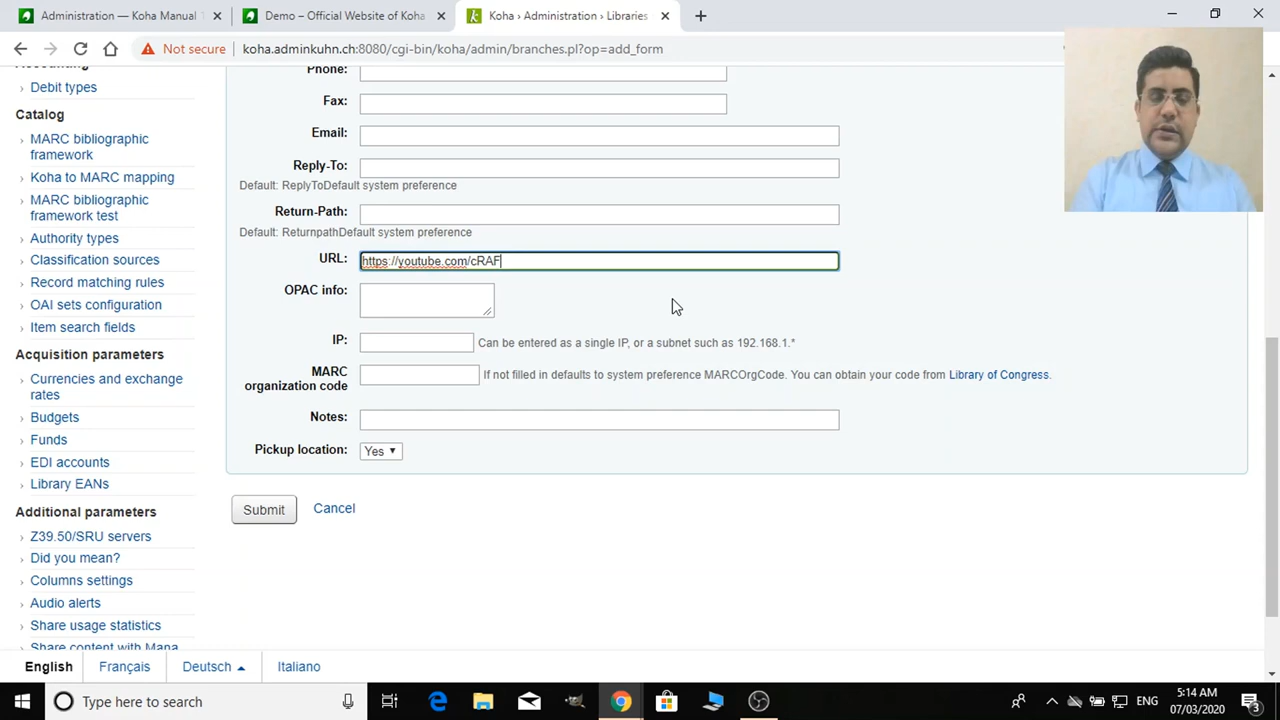 Administration — Koha Manual
Demo – Official Website of Koha
Koha › Administration › Libraries
Not secure
koha.adminkuhn.ch:8080/cgi-bin/koha/admin/branches.pl?op=add_form
Accounting
› Debit types
Catalog
› MARC bibliographic
framework
› Koha to MARC mapping
› MARC bibliographic
framework test
› Authority types
› Classification sources
› Record matching rules
› OAI sets configuration
› Item search fields
Acquisition parameters
› Currencies and exchange
rates
› Budgets
› Funds
› EDI accounts
› Library EANs
Additional parameters
› Z39.50/SRU servers
› Did you mean?
› Columns settings
› Audio alerts
› Share usage statistics
› Share content with Mana
Phone:
Fax:
Email:
Reply-To:
Default: ReplyToDefault system preference
Return-Path:
Default: ReturnpathDefault system preference
URL: https://youtube.com/cRAF
OPAC info:
IP: Can be entered as a single IP, or a subnet such as 192.168.1.*
MARC
organization code
If not filled in defaults to system preference MARCOrgCode. You can obtain your code from Library of Congress.
Notes:
Pickup location: Yes
Submit Cancel
English Français Deutsch Italiano
Type here to search
ENG
5:14 AM
07/03/2020
3